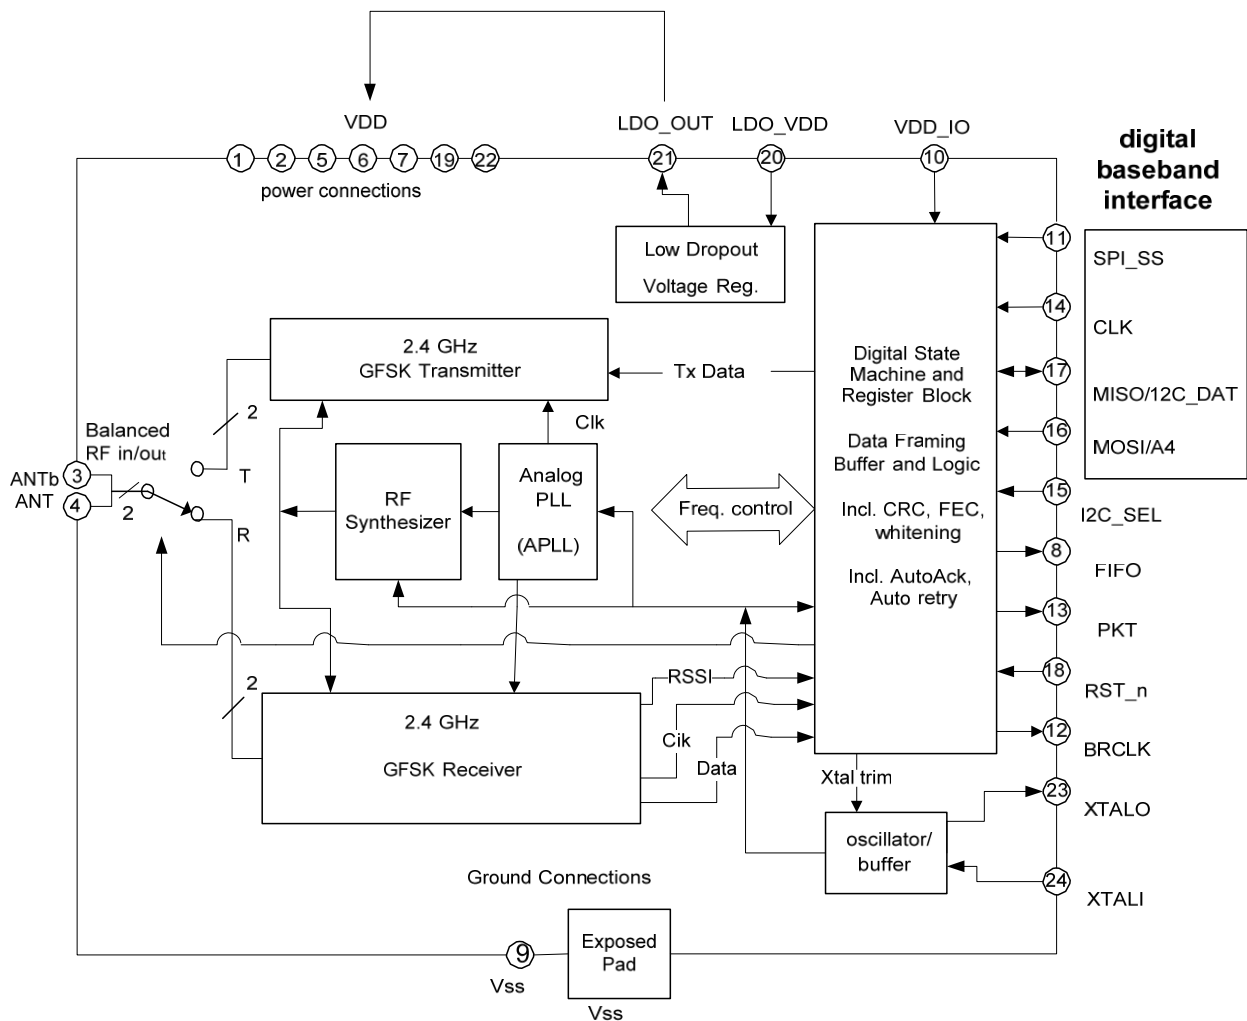 VDD
LDO_OUT
LDO_VDD
VDD_IO
digital
baseband
interface
1
2
5
6
7
19
22
21
20
10
power connections
11
SPI_SS
Low Dropout
Voltage Reg.
14
CLK
2.4 GHz
GFSK Transmitter
Tx Data
Digital State
Machine and
Register Block
17
MISO/12C_DAT
2
Clk
Balanced
RF in/out
Data Framing
Buffer and Logic
16
MOSI/A4
ANTb
3
ANT
4
2
T
R
RF
Synthesizer
Analog
PLL
(APLL)
Freq. control
Incl. CRC, FEC,
whitening
15
I2C_SEL
Incl. AutoAck,
Auto retry
8
FIFO
13
PKT
2
RSSI
18
RST_n
2.4 GHz
GFSK Receiver
Cik
Data
12
BRCLK
Xtal trim
23
XTALO
oscillator/
buffer
24
XTALI
Ground Connections
9
Vss
Exposed
Pad
Vss